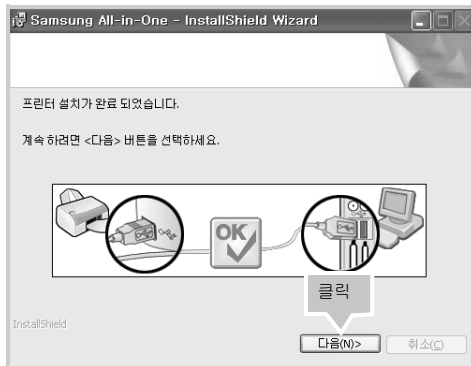 Samsung All-in-One - InstallShield Wizard
프린터 설치가 완료 되었습니다.
계속 하려면 <다음> 버튼을 선택하세요.
OK
클릭
InstallShield
다음(N)>
취소(C)